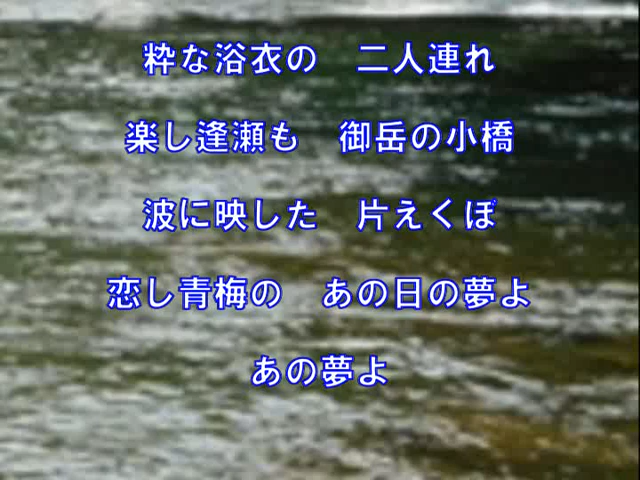 粋な浴衣の　二人連れ
楽し逢瀬も　御岳の小橋
波に映した　片えくぼ
恋し青梅の　あの日の夢よ
あの夢よ